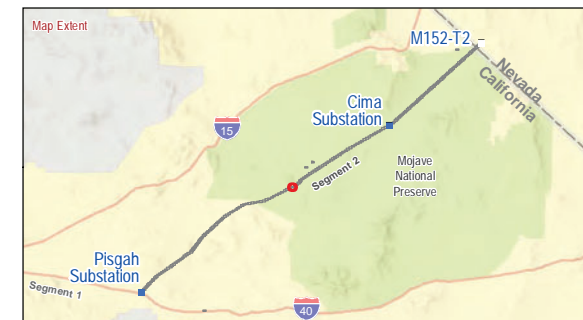 Map Extent
M152-T2
Nevada
California
Cima
Substation
15
Segment 2
Mojave
National
Preserve
Pisgah
Substation
Segment 1
40